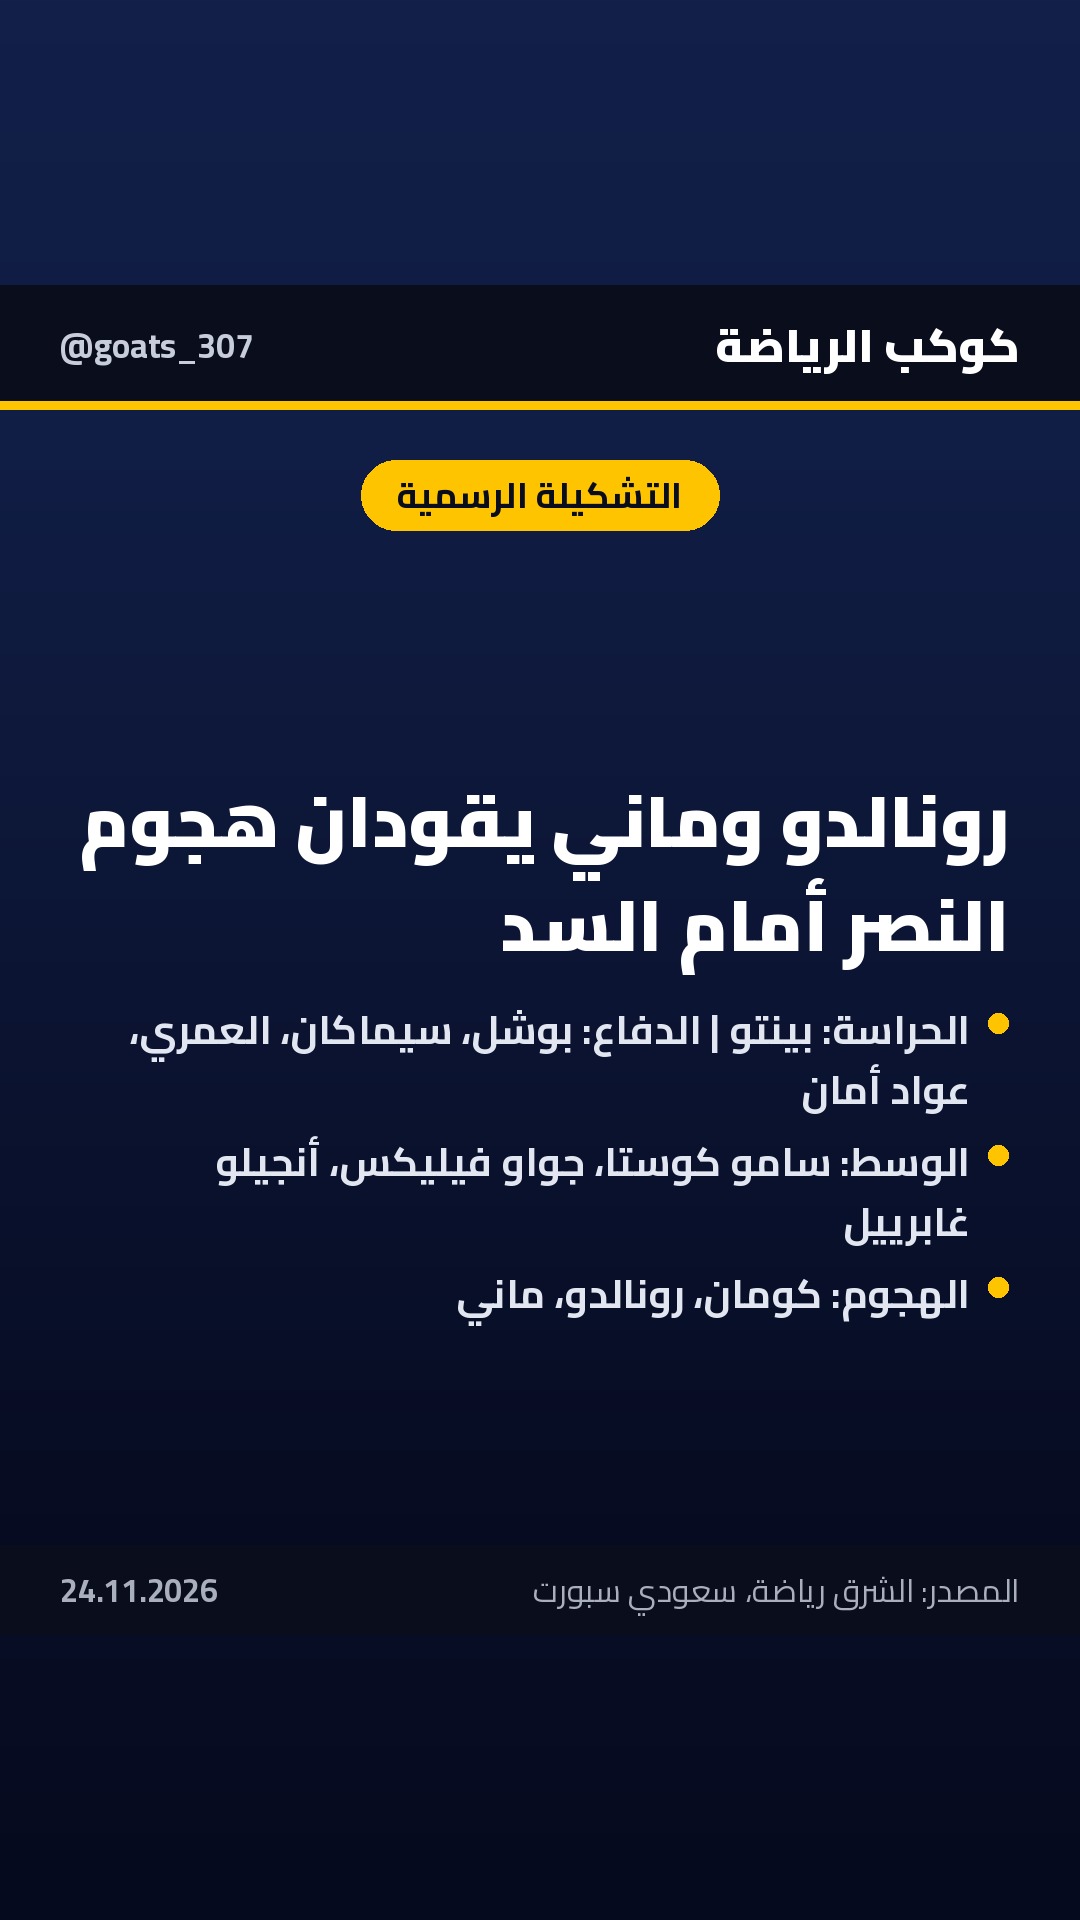 كوكب الرياضة
@goats_307
التشكيلة الرسمية
رونالدو وماني يقودان هجوم
النصر أمام السد
الحراسة: بينتو | الدفاع: بوشل، سيماكان، العمري،
عواد أمان
الوسط: سامو كوستا، جواو فيليكس، أنجيلو
غابرييل
الهجوم: كومان، رونالدو، ماني
المصدر: الشرق رياضة، سعودي سبورت
24.11.2026